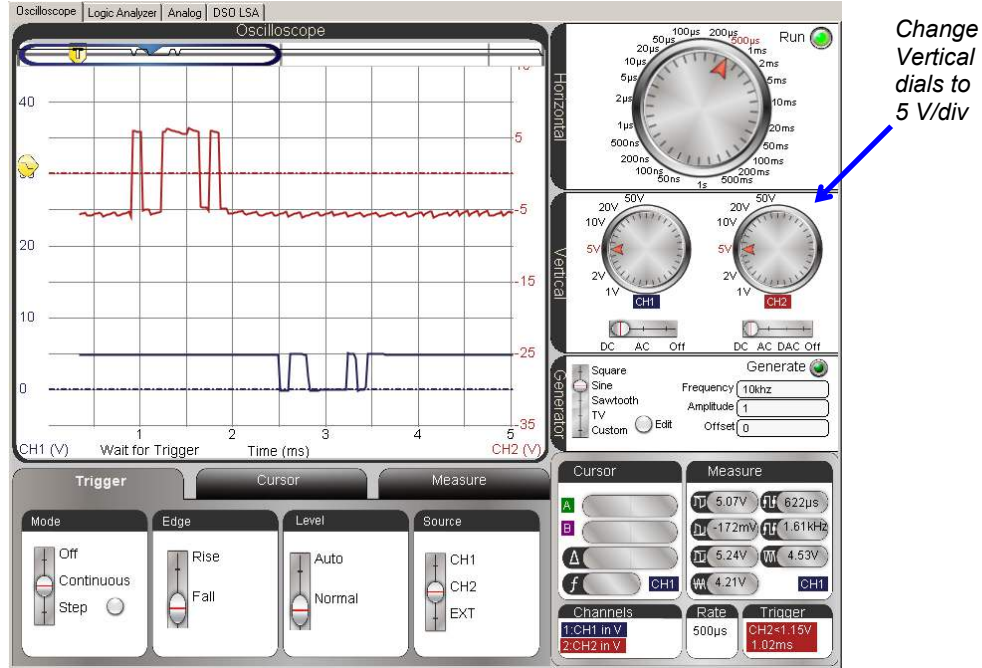 Oscilloscope Logic Analyzer Analog DSO LSA
Oscilloscope
T
40
20
10
0
5
-5
-15
-25
-35
1 2 3 4 5
CH1 (V) Wait for Trigger Time (ms) CH2 (V)
Horizontal
Run
1s
500ms
200ms
100ms
50ms
20ms
10ms
5ms
2ms
1ms
500µs
200µs
100µs
50µs
20µs
10µs
5µs
2µs
1µs
500ns
200ns
100ns
50ns
Change
Vertical
dials to
5 V/div
Vertical
50V
20V
10V
5V
2V
1V
CH1
DC AC Off
50V
20V
10V
5V
2V
1V
CH2
DC AC DAC Off
Generator
Square
Sine
Sawtooth
TV
Custom
Edit
Generate
Frequency 10khz
Amplitude 1
Offset 0
Trigger Cursor Measure
Mode
Off
Continuous
Step
Edge
Rise
Fall
Level
Auto
Normal
Source
CH1
CH2
EXT
Cursor
A
B
Δ
f
CH1
Measure
5.07V 622µs
-172mV 1.61kHz
5.24V 4.53V
4.21V CH1
Channels
1:CH1 in V
2:CH2 in V
Rate
500µs
Trigger
CH2<1.15V
1.02ms